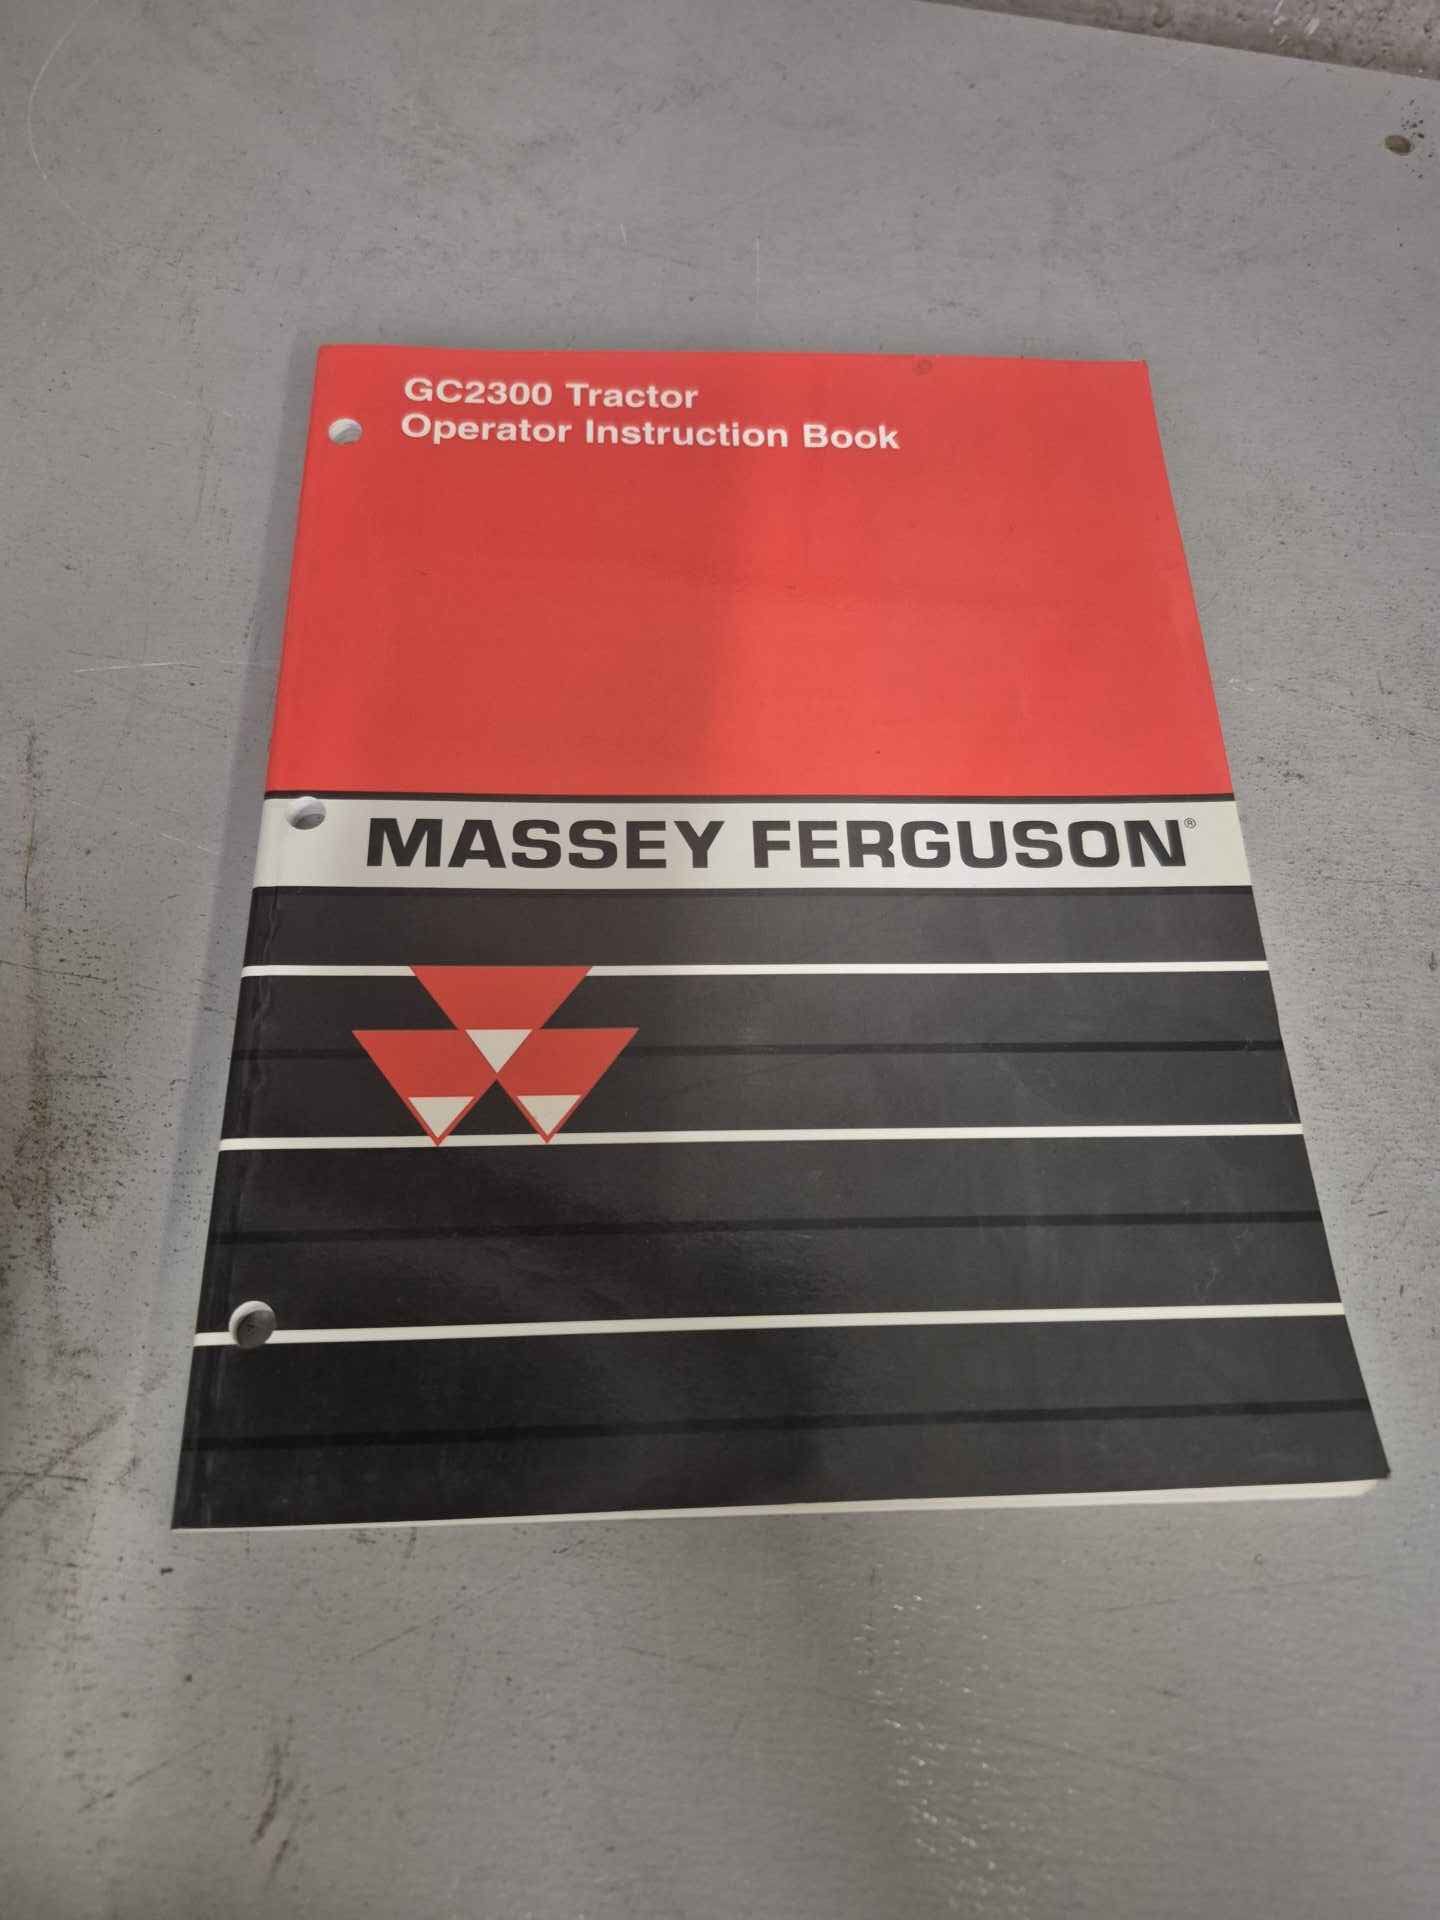 GC2300 Tractor
Operator Instruction Book
MASSEY FERGUSON®